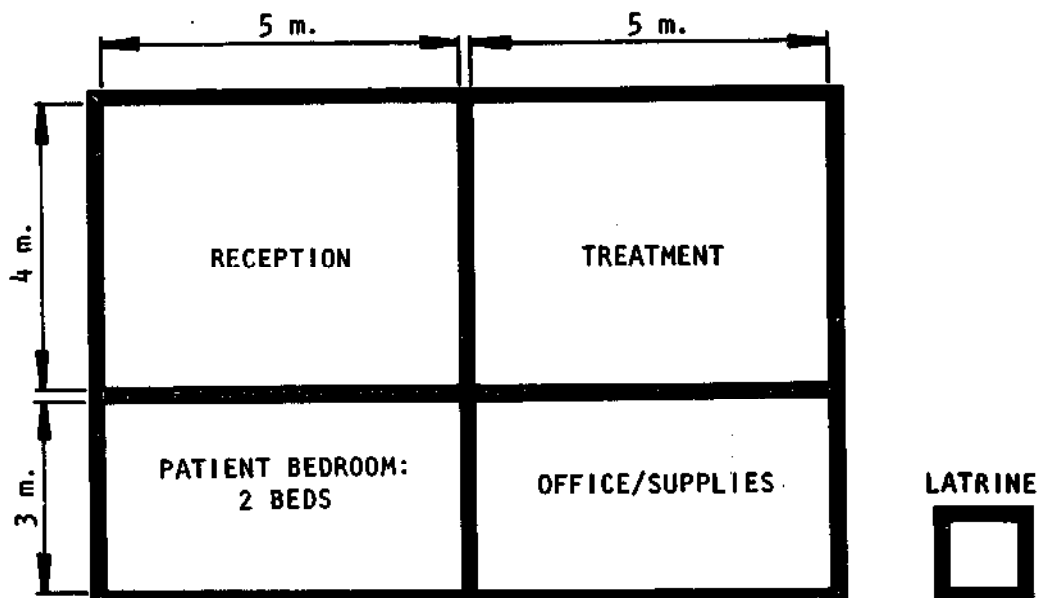 5 m.
5 m.
4 m.
RECEPTION
TREATMENT
3 m.
PATIENT BEDROOM:
2 BEDS
OFFICE/SUPPLIES
LATRINE